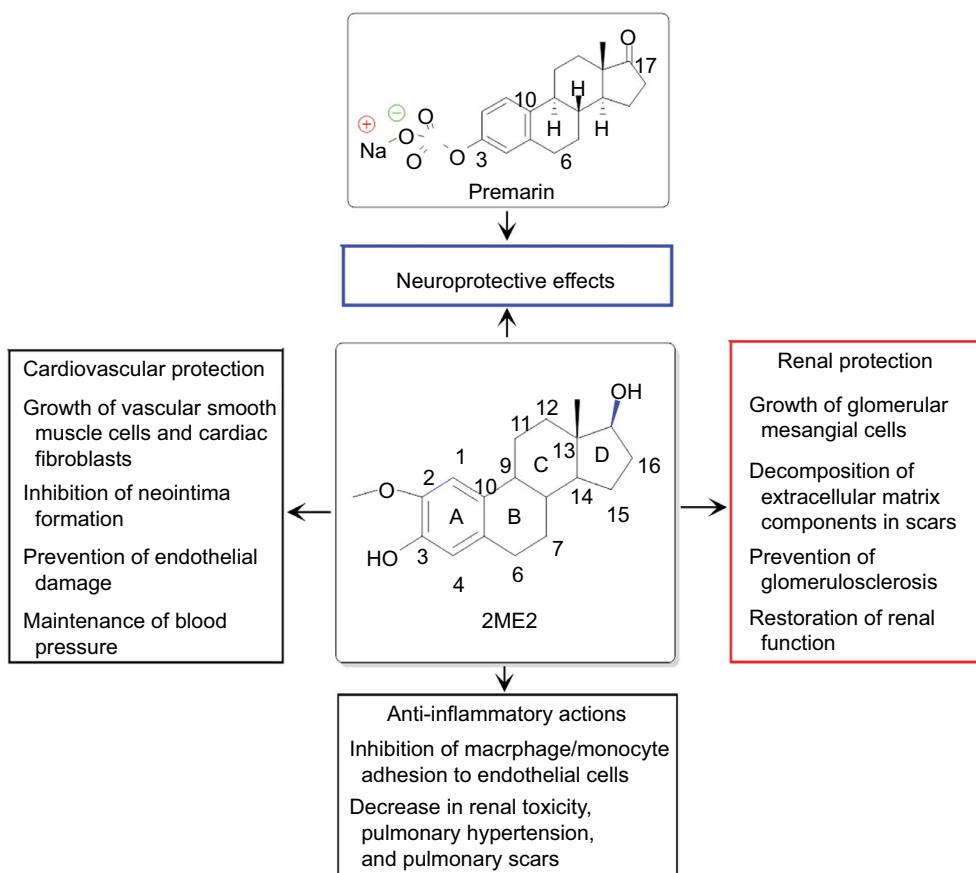 O
17
H
10
H
H
O
O
Na
O
O
3
6
Premarin
Neuroprotective effects
Cardiovascular protection
Growth of vascular smooth
muscle cells and cardiac
fibroblasts
Inhibition of neointima
formation
Prevention of endothelial
damage
Maintenance of blood
pressure
OH
12
11
13
D
16
1
9
C
2
10
14
O
A
B
15
HO
3
7
4
6
2ME2
Renal protection
Growth of glomerular
mesangial cells
Decomposition of
extracellular matrix
components in scars
Prevention of
glomerulosclerosis
Restoration of renal
function
Anti-inflammatory actions
Inhibition of macrphage/monocyte
adhesion to endothelial cells
Decrease in renal toxicity,
pulmonary hypertension,
and pulmonary scars